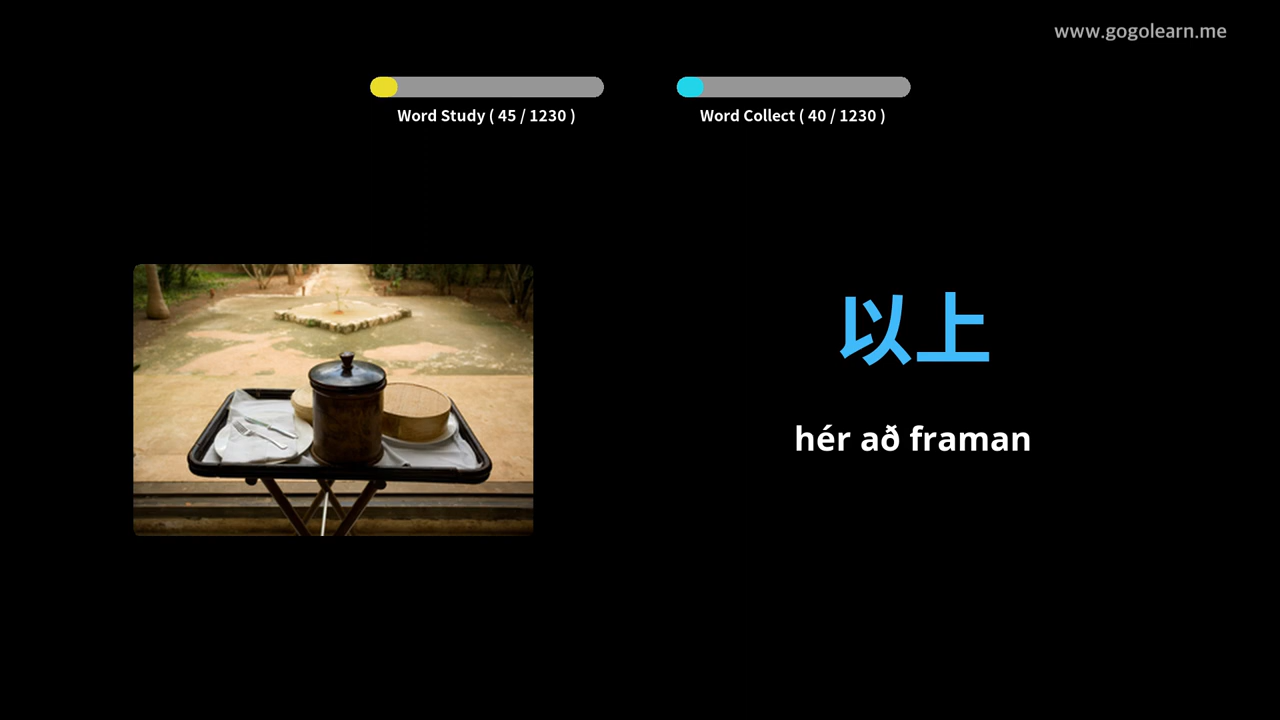 www.gogolearn.me
Word Study ( 45 / 1230 )
Word Collect ( 40 / 1230 )
以上
hér að framan